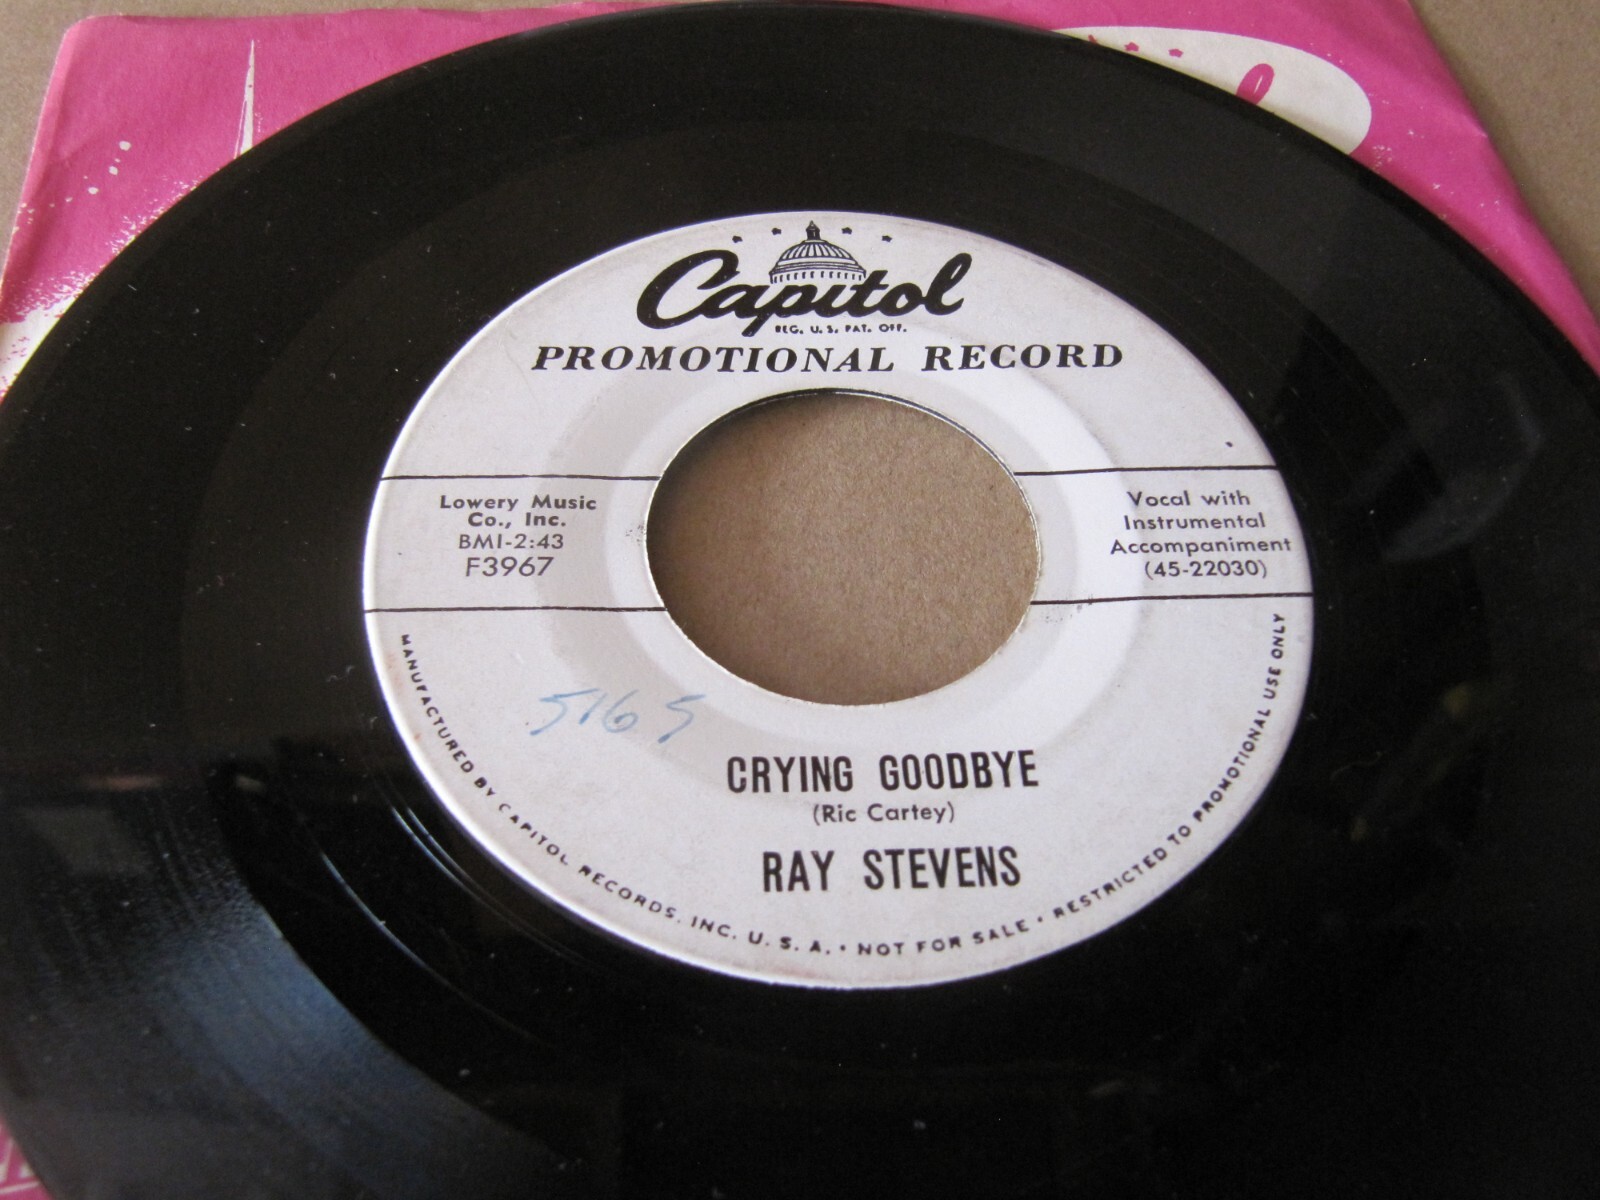 Capitol
REG. U. S. PAT. OFF.
PROMOTIONAL RECORD
Lowery Music
Co., Inc.
BMI-2:43
F3967
Vocal with
Instrumental
Accompaniment
(45-22030)
5165
CRYING GOODBYE
(Ric Cartey)
RAY STEVENS
MANUFACTURED BY CAPITOL RECORDS, INC. U. S. A. • NOT FOR SALE • RESTRICTED TO PROMOTIONAL USE ONLY